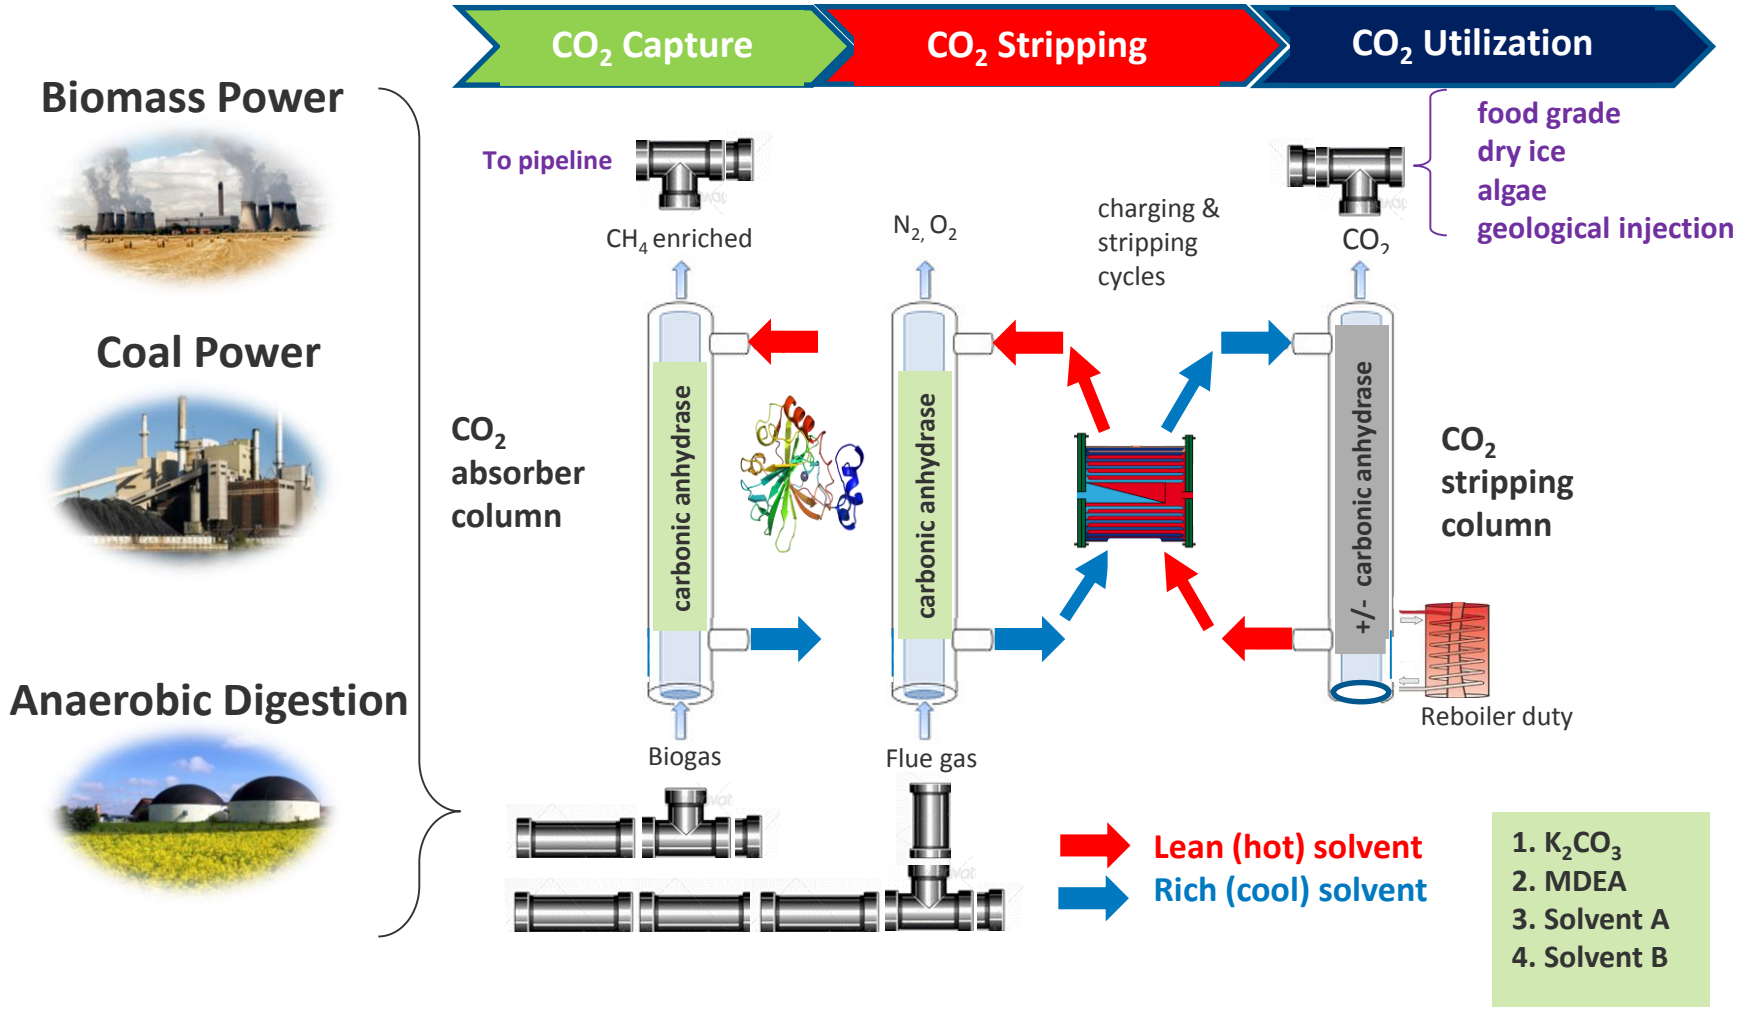 CO₂ Capture
CO₂ Stripping
CO₂ Utilization
Biomass Power
Coal Power
Anaerobic Digestion
To pipeline
CH₄ enriched
N₂, O₂
charging &
stripping
cycles
CO₂
food grade
dry ice
algae
geological injection
CO₂
absorber
column
carbonic anhydrase
carbonic anhydrase
+/- carbonic anhydrase
CO₂
stripping
column
Reboiler duty
Biogas
Flue gas
Lean (hot) solvent
Rich (cool) solvent
1. K₂CO₃
2. MDEA
3. Solvent A
4. Solvent B